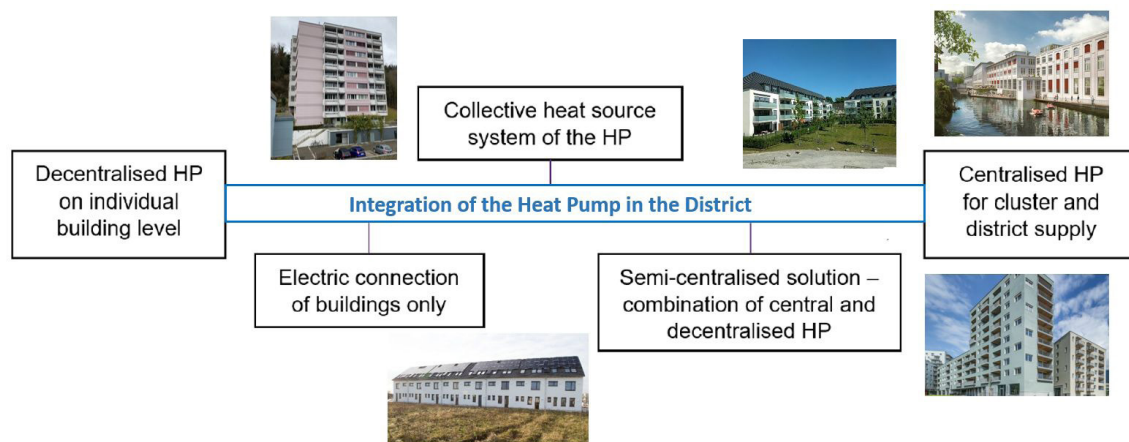 Collective heat source
system of the HP
Decentralised HP
on individual
building level
Integration of the Heat Pump in the District
Centralised HP
for cluster and
district supply
Electric connection
of buildings only
Semi-centralised solution –
combination of central and
decentralised HP